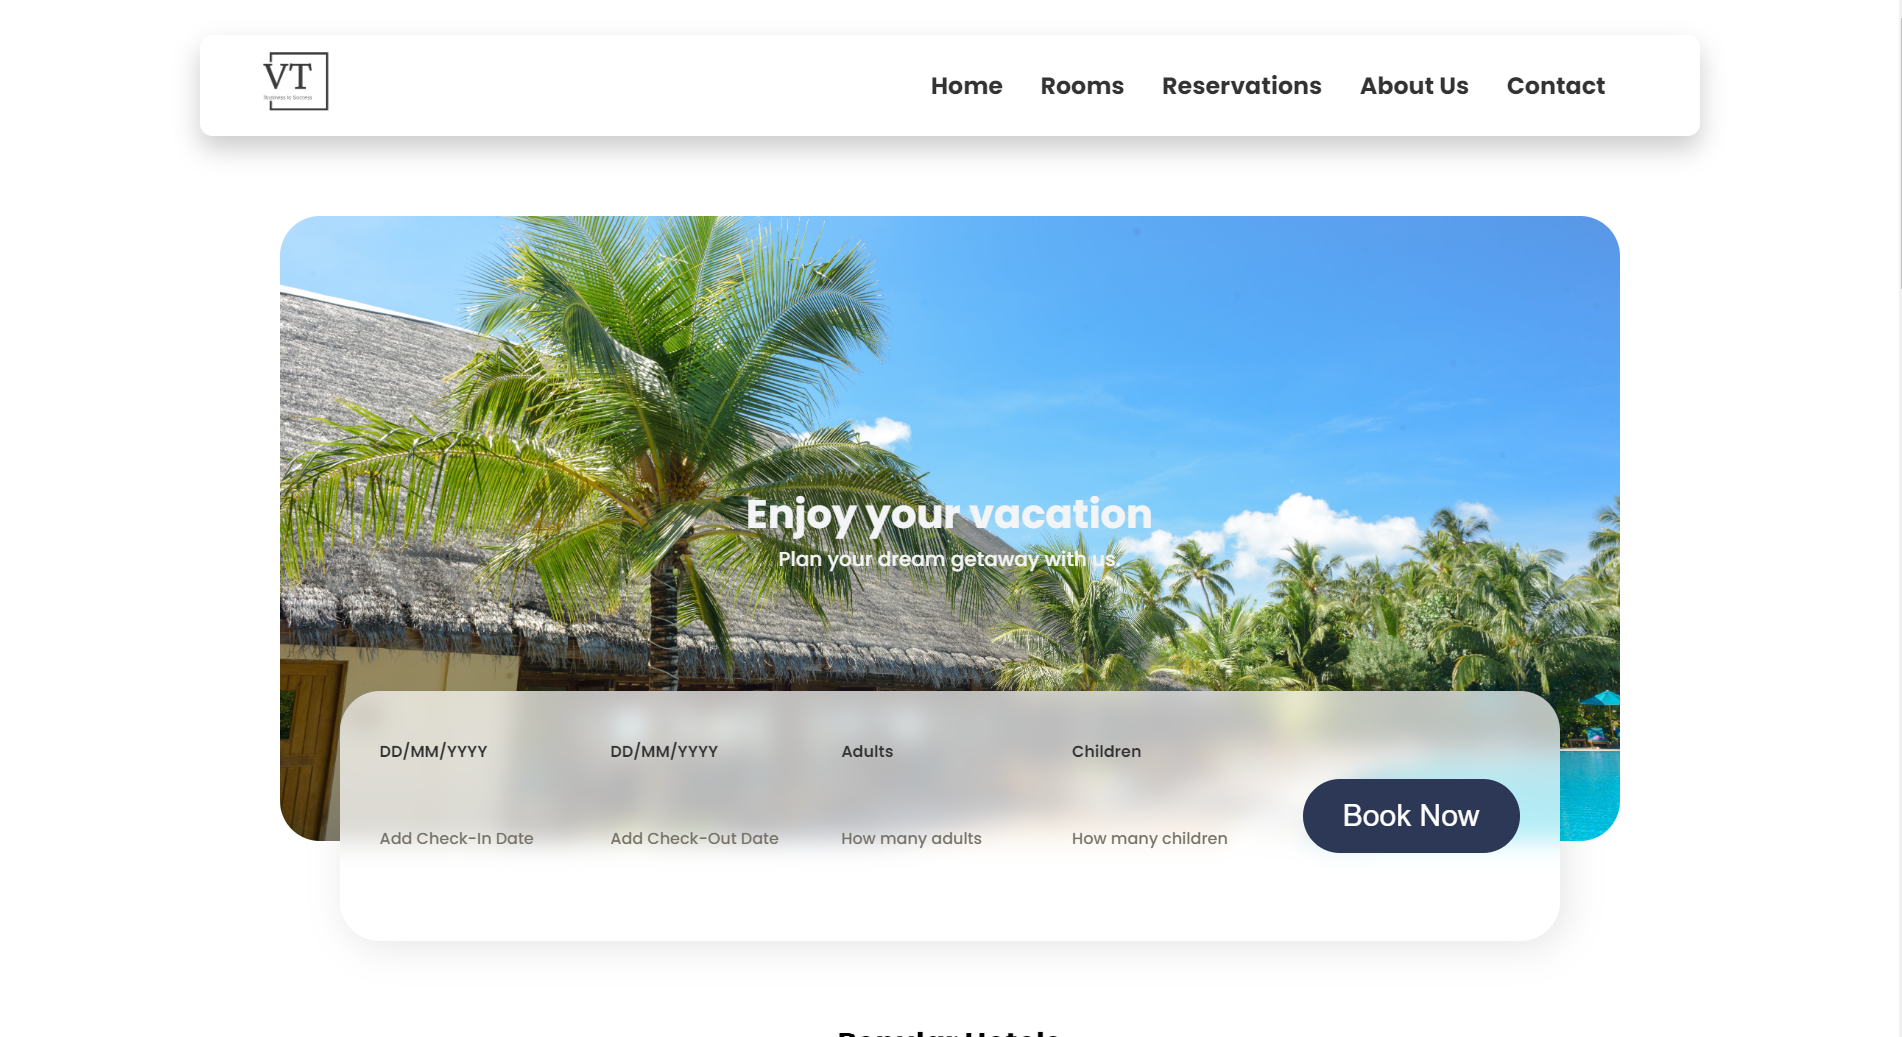 VT
Business to Success
Home Rooms Reservations About Us Contact
Enjoy your vacation
Plan your dream getaway with us.
DD/MM/YYYY DD/MM/YYYY Adults Children
Book Now
Add Check-In Date Add Check-Out Date How many adults How many children
Popular Hotels